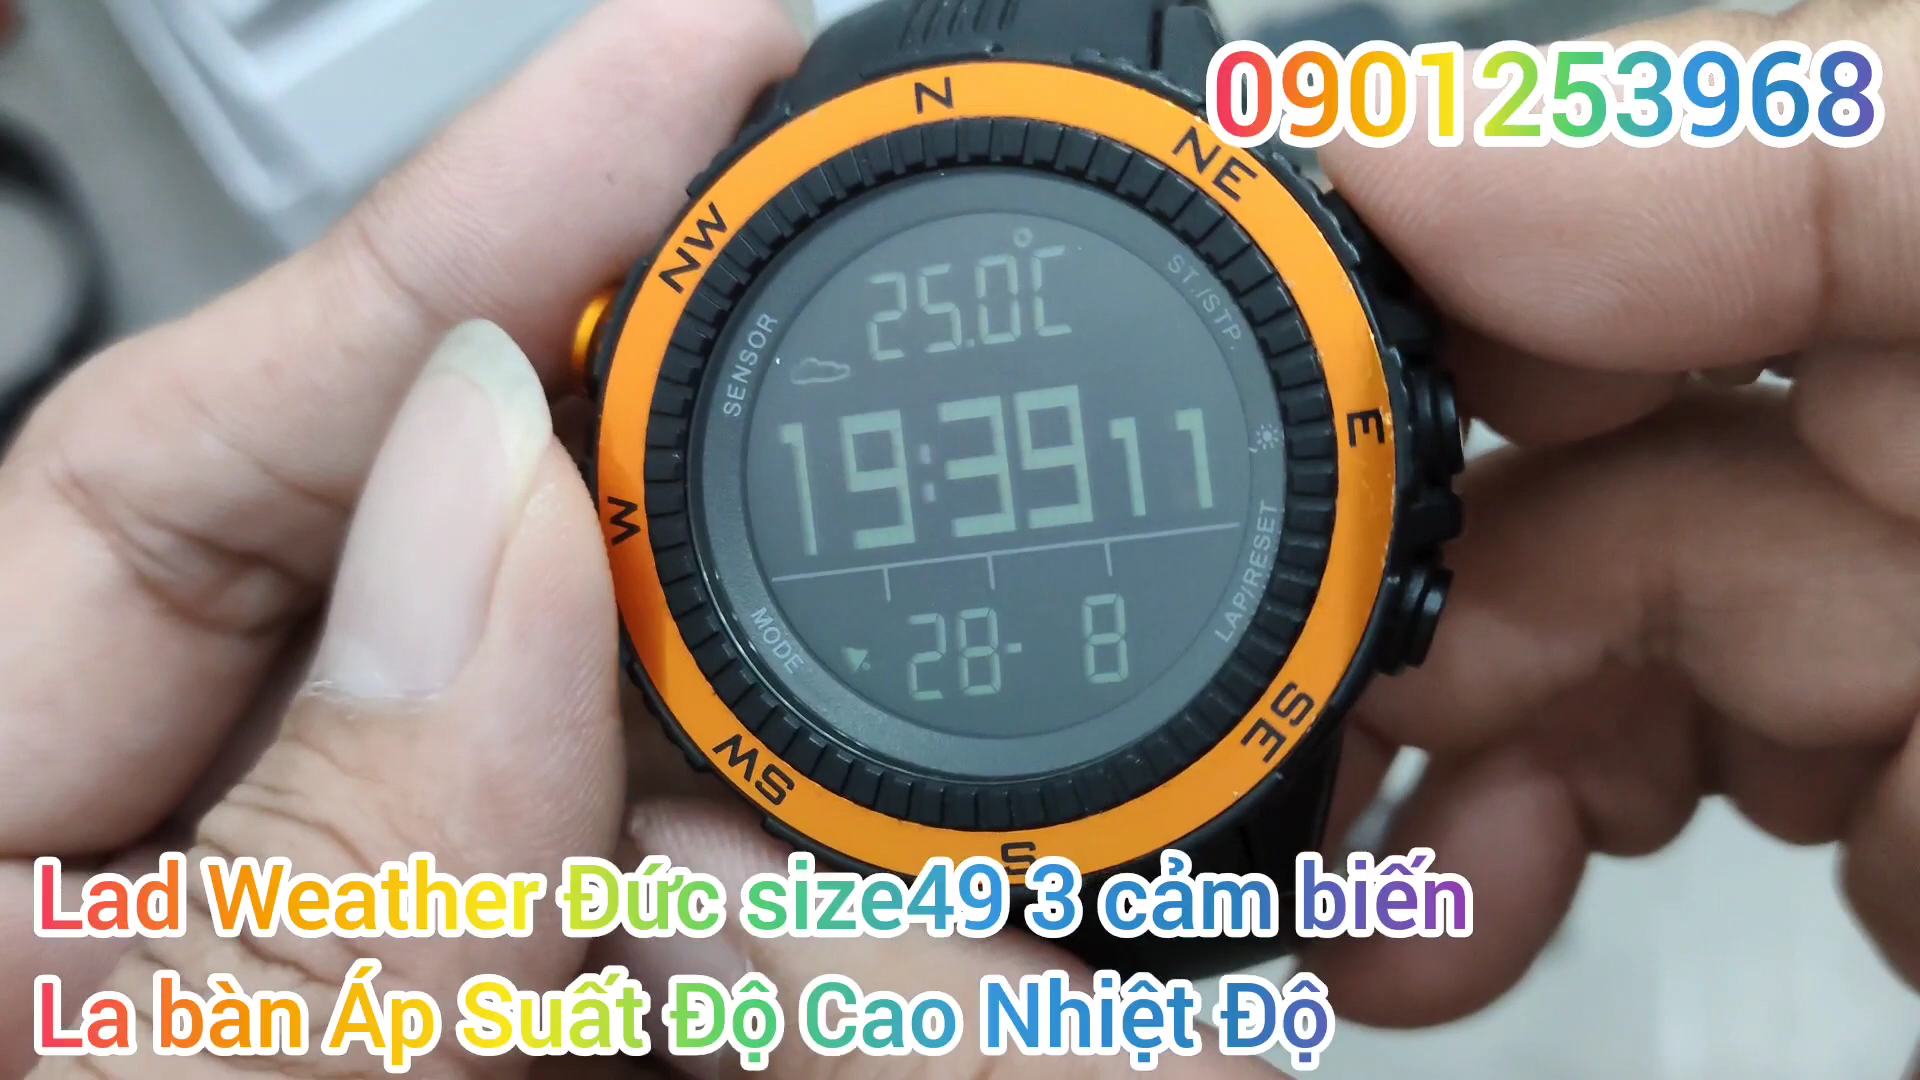 0901253968
N
NE
NW
ST./STP.
25.0°C
SENSOR
E
19:39 11
W
LAP/RESET
28- 8
MODE
SE
SW
S
Lad Weather Đức size49 3 cảm biến
La bàn Áp Suất Độ Cao Nhiệt Độ